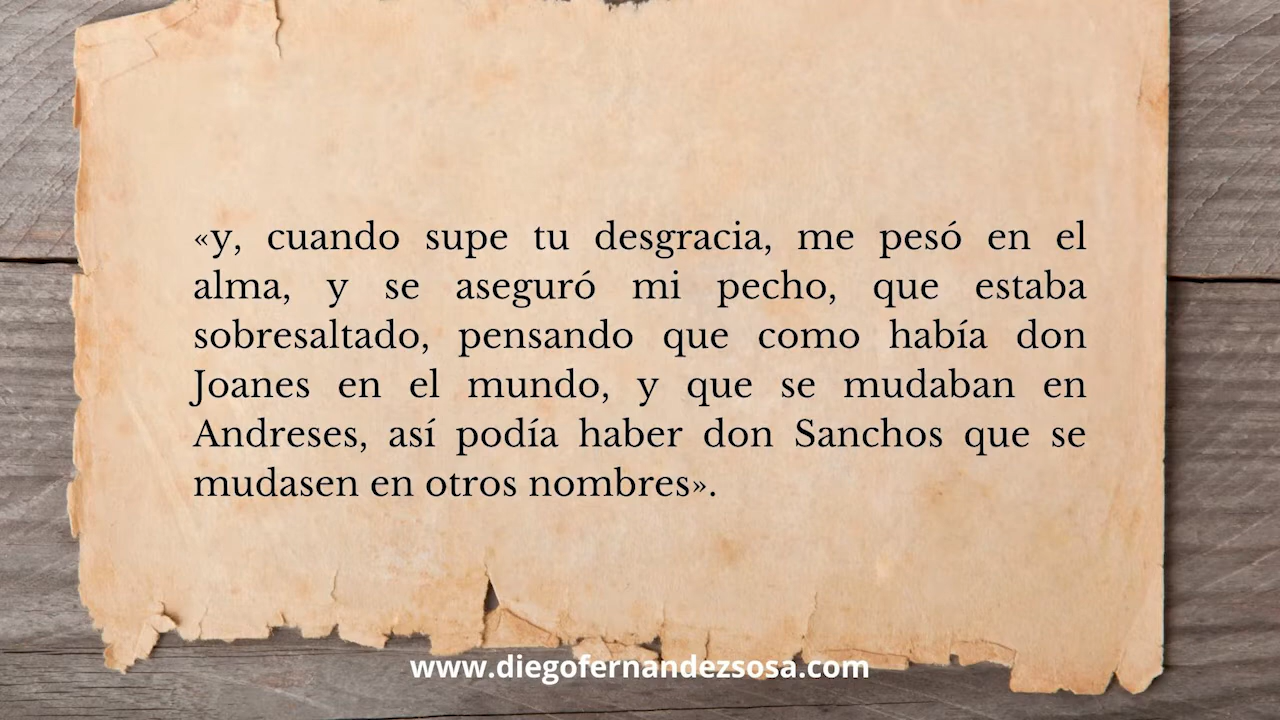 «y, cuando supe tu desgracia, me pesó en el
alma, y se aseguró mi pecho, que estaba
sobresaltado, pensando que como había don
Joanes en el mundo, y que se mudaban en
Andreses, así podía haber don Sanchos que se
mudasen en otros nombres».
www.diegofernandezsosa.com